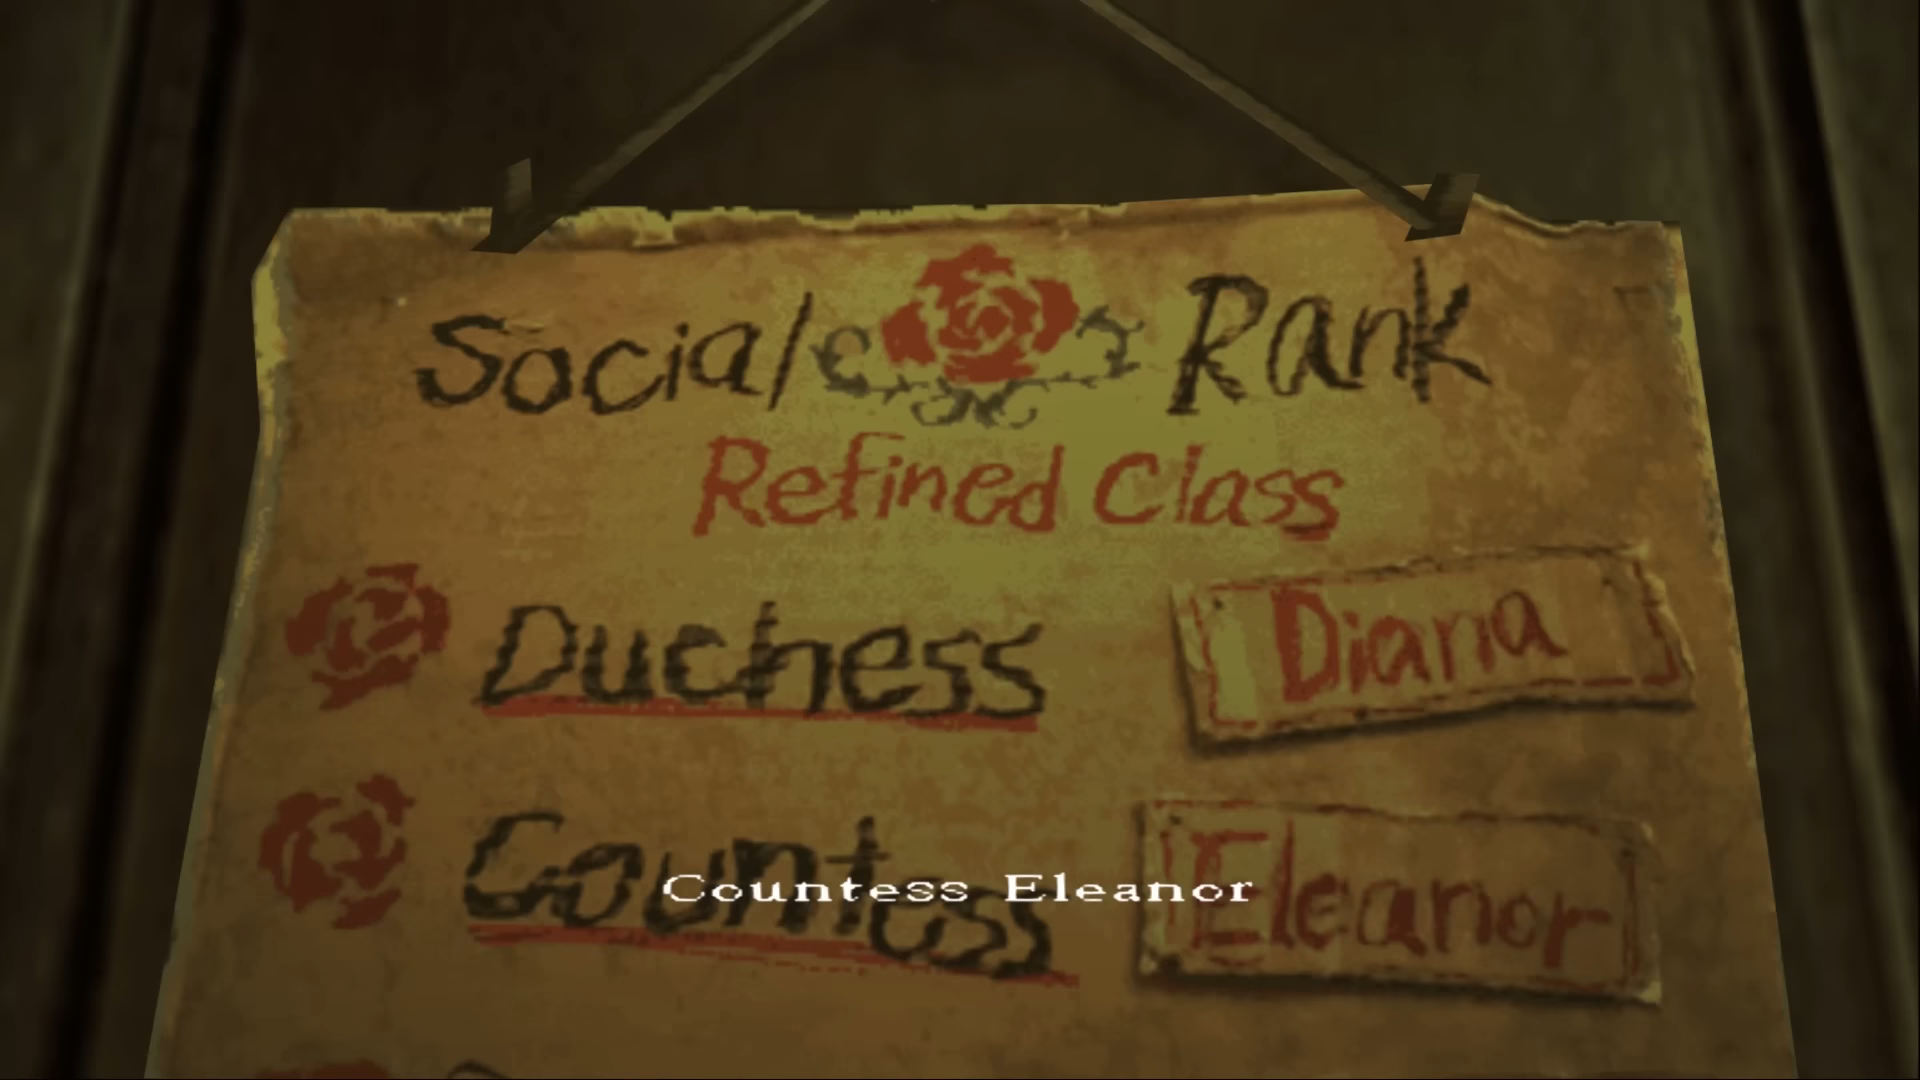 Social Rank
Refined Class
Duchess Diana
Countess Eleanor
Countess Eleanor